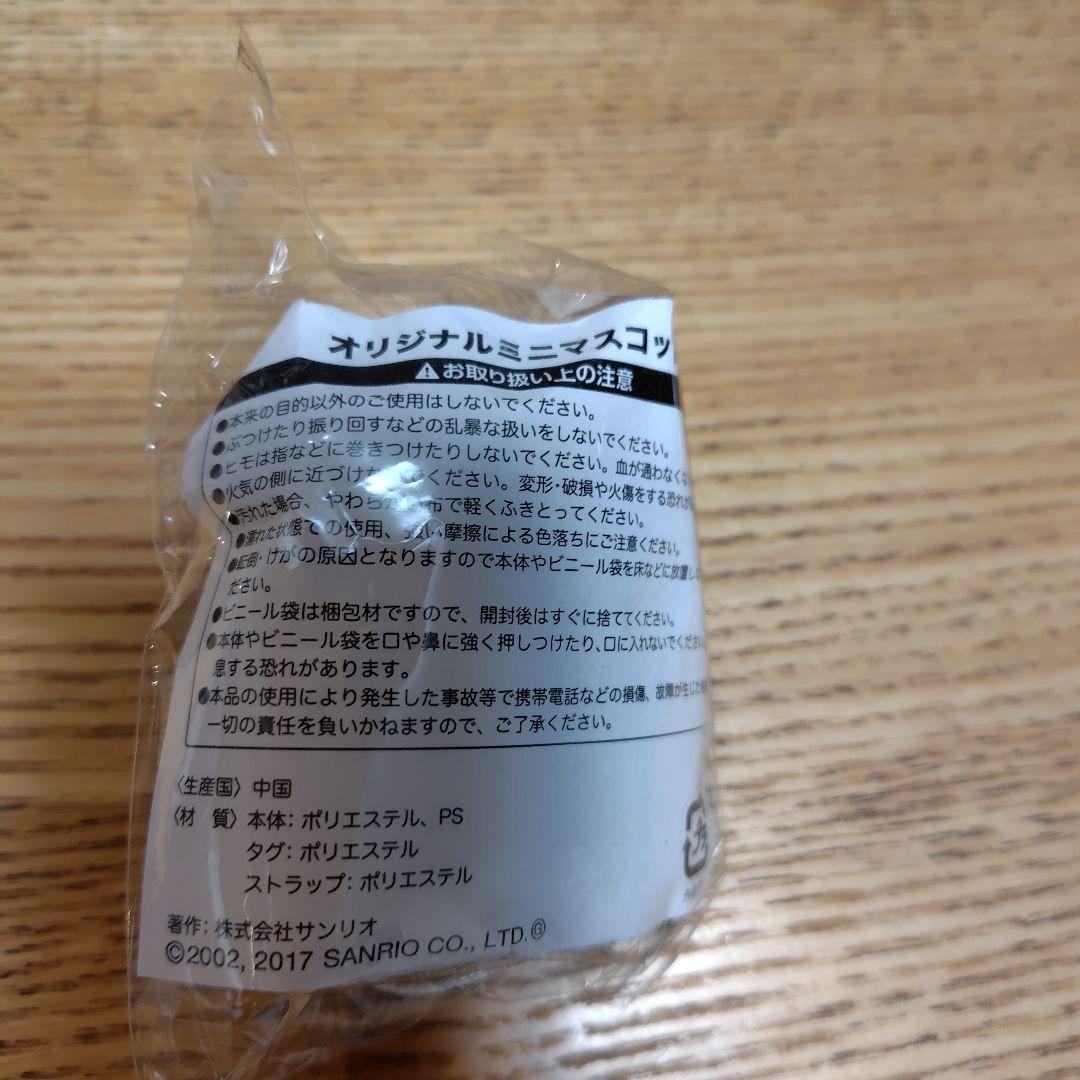 オリジナルミニマスコッ
お取り扱い上の注意
●本来の目的以外のご使用はしないでください。
●ぶつけたり振り回すなどの乱暴な扱いをしないでください。
●ヒモは指などに巻きつけたりしないでください。血が通わなくな
●火気の側に近づけな でください。変形・破損や火傷をする恐れが
●汚れた場合、やわらか 布で軽くふきとってください。
●濡れた状態での使用、強い摩擦による色落ちにご注意ください。
●転倒・けがの原因となりますので本体やビニール袋を床などに放置し
ださい。
●ビニール袋は梱包材ですので、開封後はすぐに捨ててください。
●本体やビニール袋を口や鼻に強く押しつけたり、口に入れないでください
息する恐れがあります。
●本品の使用により発生した事故等で携帯電話などの損傷、故障が生じた
一切の責任を負いかねますので、ご了承ください。
〈生産国〉中国
〈材 質〉本体: ポリエステル、PS
タグ: ポリエステル
ストラップ: ポリエステル
プラ
著作: 株式会社サンリオ
©2002, 2017 SANRIO CO., LTD.Ⓖ